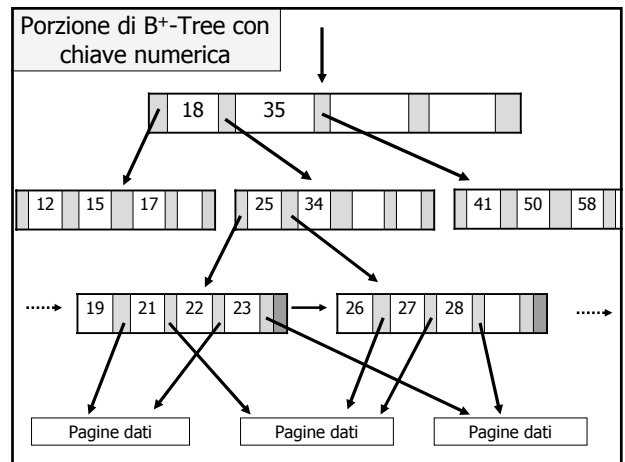 Porzione di B+-Tree con
chiave numerica
18 35
12 15 17 25 34 41 50 58
19 21 22 23 26 27 28
Pagine dati Pagine dati Pagine dati